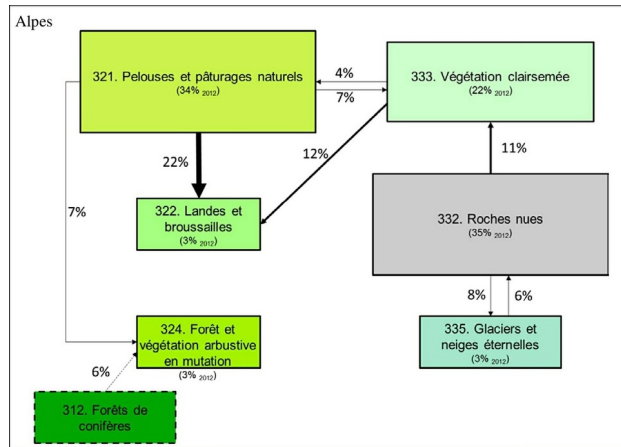 Alpes
321. Pelouses et pâturages naturels
(34% 2012)
4%
7%
333. Végétation clairsemée
(22% 2012)
22%
12%
11%
7%
322. Landes et
broussailles
(3% 2012)
332. Roches nues
(35% 2012)
8%
6%
324. Forêt et
végétation arbustive
en mutation
(3% 2012)
335. Glaciers et
neiges éternelles
(3% 2012)
6%
312. Forêts de
conifères